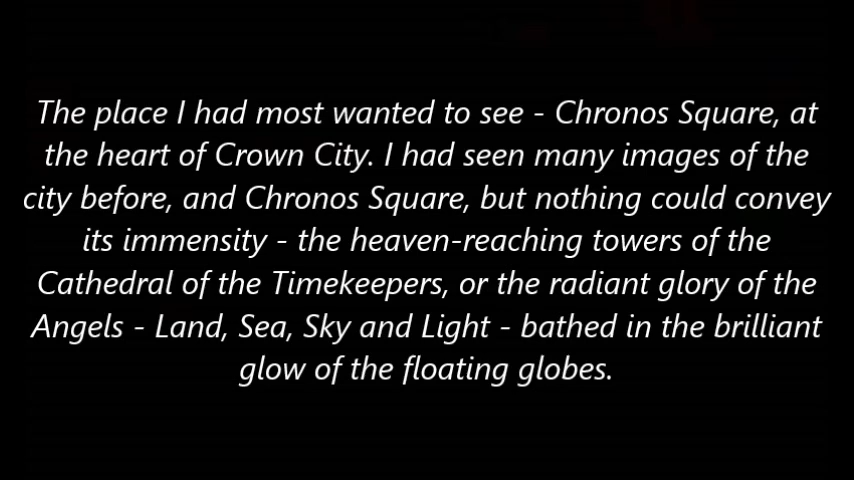 The place I had most wanted to see - Chronos Square, at
the heart of Crown City. I had seen many images of the
city before, and Chronos Square, but nothing could convey
its immensity - the heaven-reaching towers of the
Cathedral of the Timekeepers, or the radiant glory of the
Angels - Land, Sea, Sky and Light - bathed in the brilliant
glow of the floating globes.